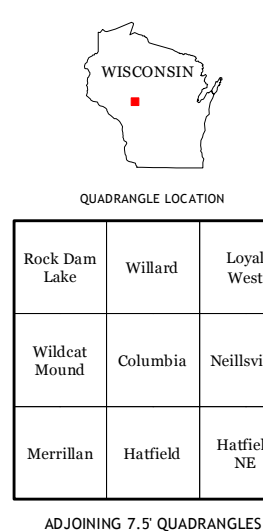 WISCONSIN
QUADRANGLE LOCATION
Rock Dam
Lake
Willard
Loyal
West
Wildcat
Mound
Columbia
Neillsvi
Merrillan
Hatfield
Hatfiel
NE
ADJOINING 7.5' QUADRANGLES